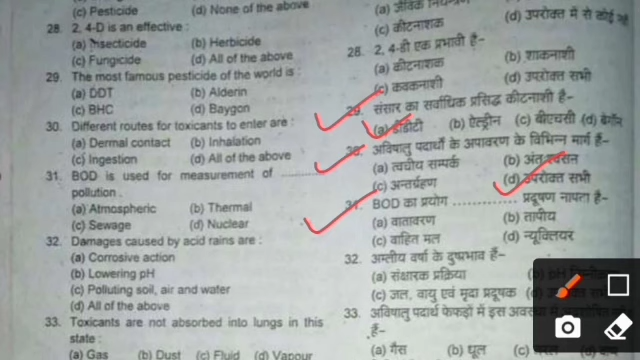 (c) Pesticide (d) None of the above
28. 2, 4-D is an effective :
(a) Insecticide (b) Herbicide
(c) Fungicide (d) All of the above
29. The most famous pesticide of the world is :
(a) DDT (b) Alderin
(c) BHC (d) Baygon
30. Different routes for toxicants to enter are :
(a) Dermal contact (b) Inhalation
(c) Ingestion (d) All of the above
31. BOD is used for measurement of ............
pollution.
(a) Atmospheric (b) Thermal
(c) Sewage (d) Nuclear
32. Damages caused by acid rains are :
(a) Corrosive action
(b) Lowering pH
(c) Polluting soil, air and water
(d) All of the above
33. Toxicants are not absorbed into lungs in this
state :
(a) Gas (b) Dust (c) Fluid (d) Vapour
(a) जैविक
(c) कीटनाशक (d) उपरोक्त में से कोई
28. 2, 4-डी एक प्रभावी है-
(a) कीटनाशक (b) शाकनाशी
(c) कवकनाशी (d) उपरोक्त सभी
29. संसार का सर्वाधिक प्रसिद्ध कीटनाशी है-
(a) डीडीटी (b) ऐल्ड्रीन (c) बीएचसी (d) बेगॉन
30. अविषालु पदार्थों के अपावरण के विभिन्न मार्ग हैं-
(a) त्वचीय सम्पर्क (b) अंतःश्वसन
(c) अन्तर्ग्रहण (d) उपरोक्त सभी
31. BOD का प्रयोग ............ प्रदूषण नापता है-
(a) वातावरण (b) तापीय
(c) वाहित मल (d) न्यूक्लियर
32. अम्लीय वर्षा के दुष्प्रभाव हैं-
(a) संक्षारक प्रक्रिया (b) pH
(c) जल, वायु एवं मृदा प्रदूषक (d)
33. अविषालु पदार्थ फेफड़ों में इस अवस्था में
हैं-
(a) गैस (b) धूल (c)